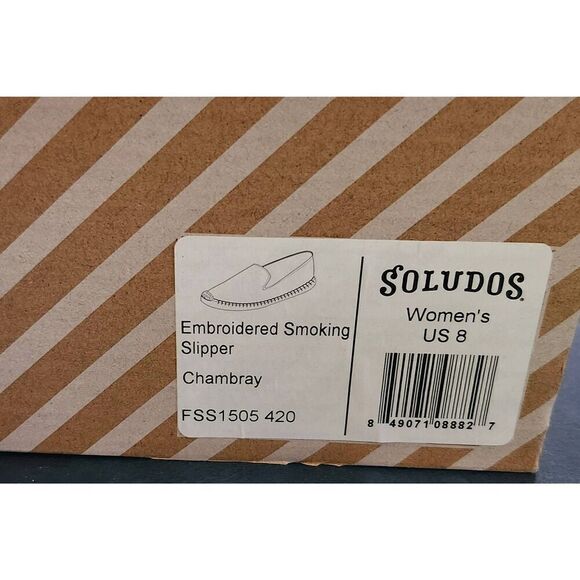 Embroidered Smoking
Slipper
Chambray
FSS1505 420
SOLUDOS
Women's
US 8
8 49071 08882 7